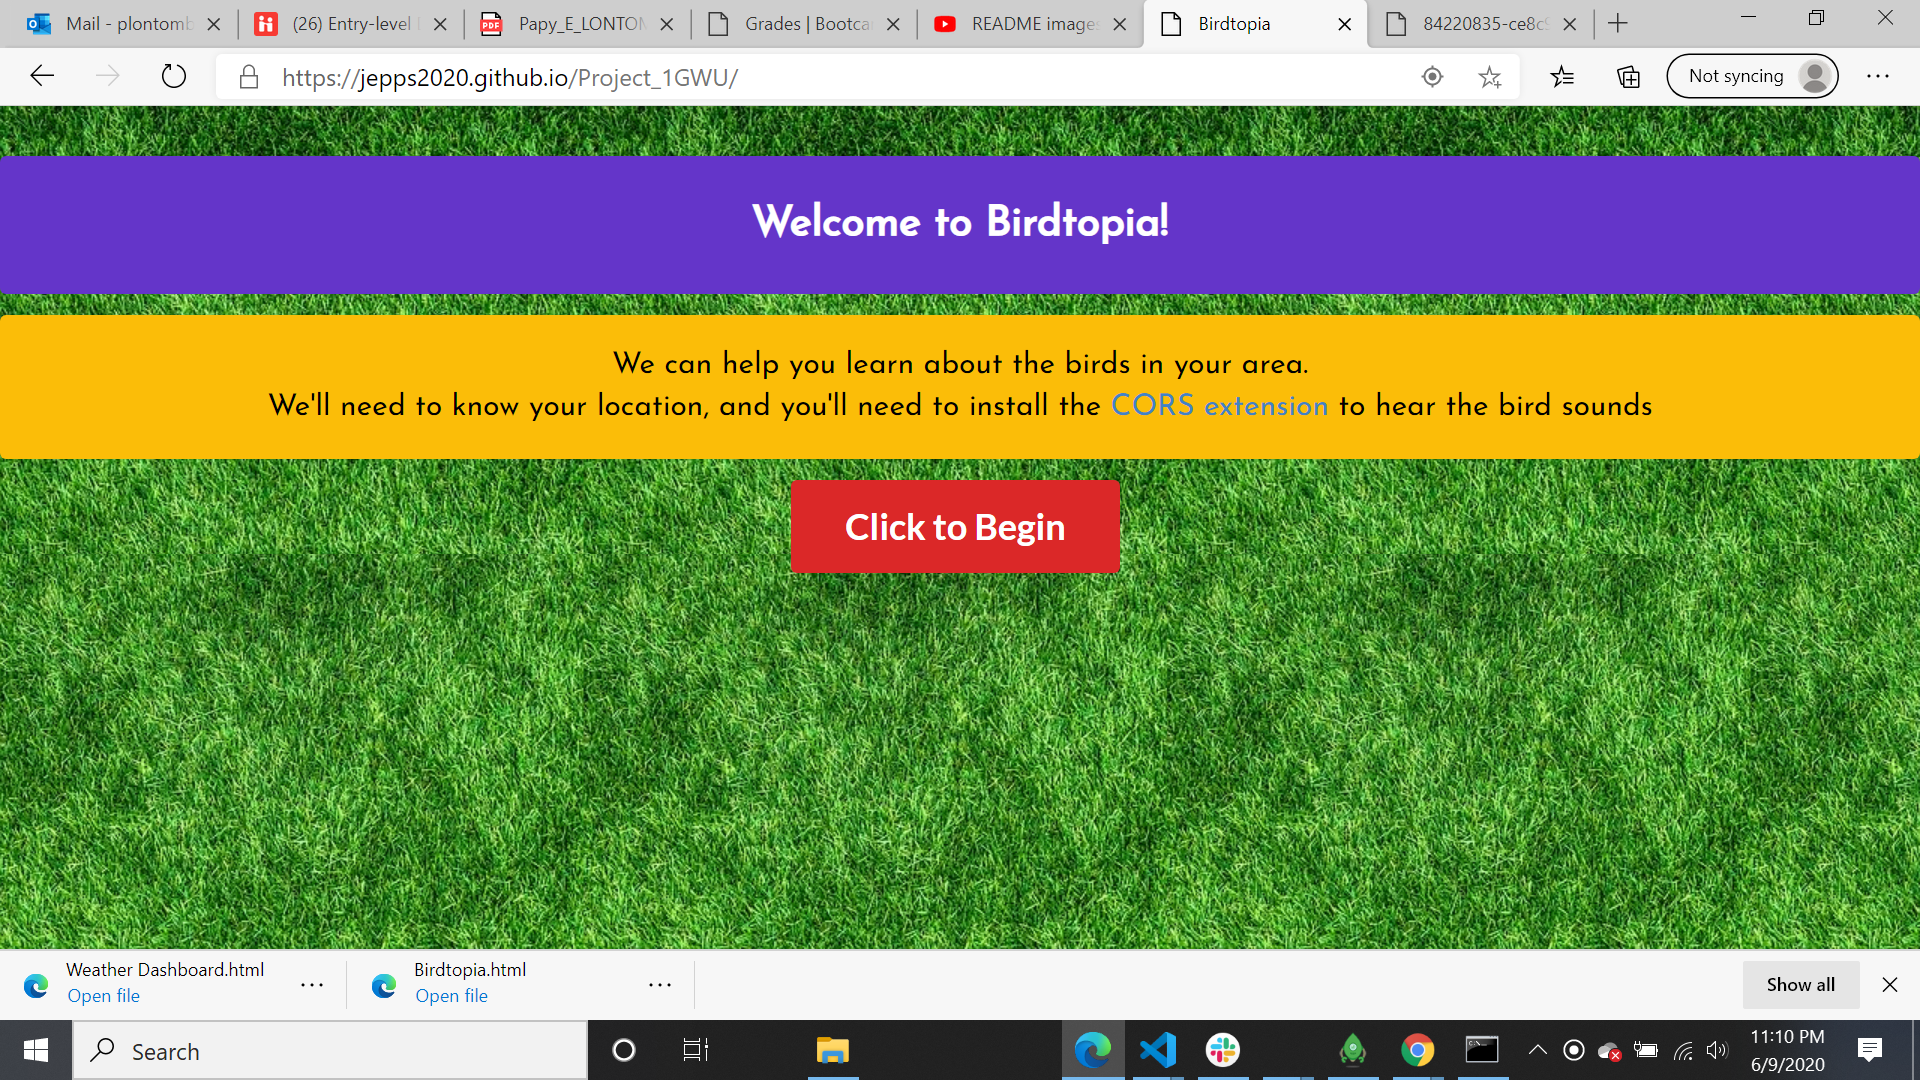 Mail - plontomb
(26) Entry-level
Papy_E_LONTOM
Grades | Bootca
README images
Birdtopia
84220835-ce8c9
https://jepps2020.github.io/Project_1GWU/
Not syncing
Welcome to Birdtopia!
We can help you learn about the birds in your area.
We'll need to know your location, and you'll need to install the CORS extension to hear the bird sounds
Click to Begin
Weather Dashboard.html
Open file
Birdtopia.html
Open file
Show all
Search
11:10 PM
6/9/2020